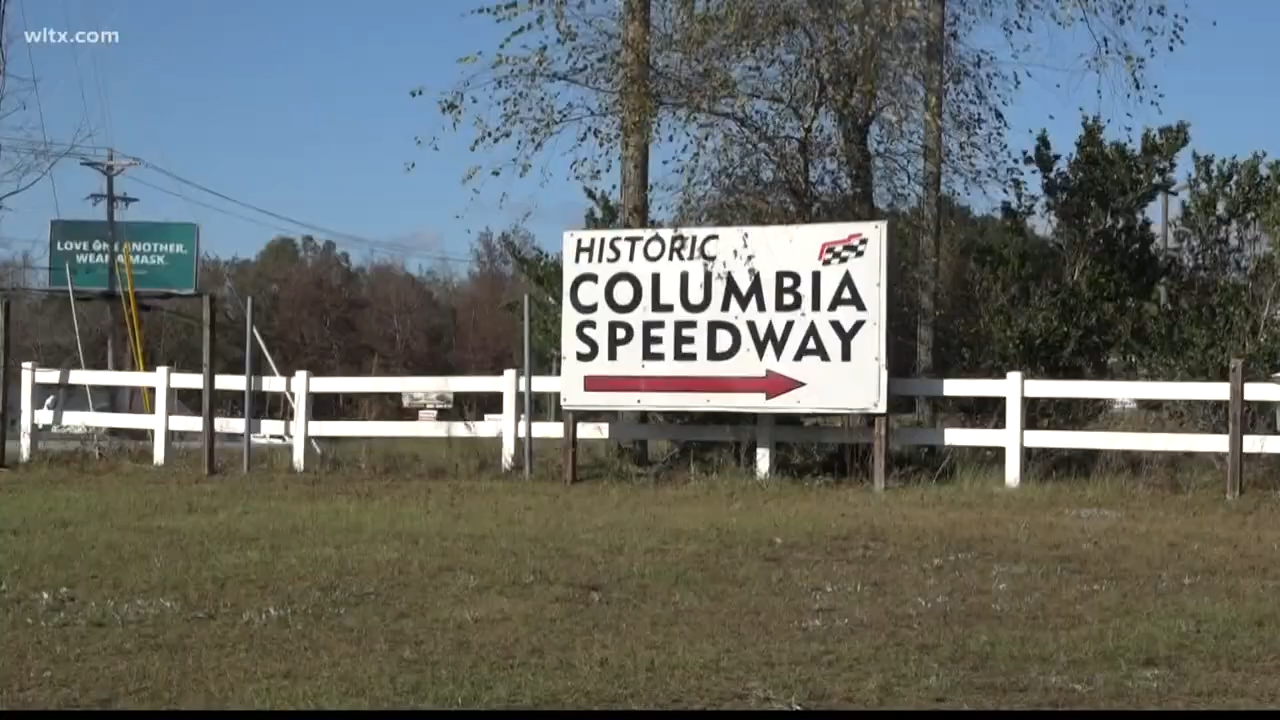 wltx.com
LOVE ONE ANOTHER.
WEAR A MASK.
HISTORIC
COLUMBIA
SPEEDWAY